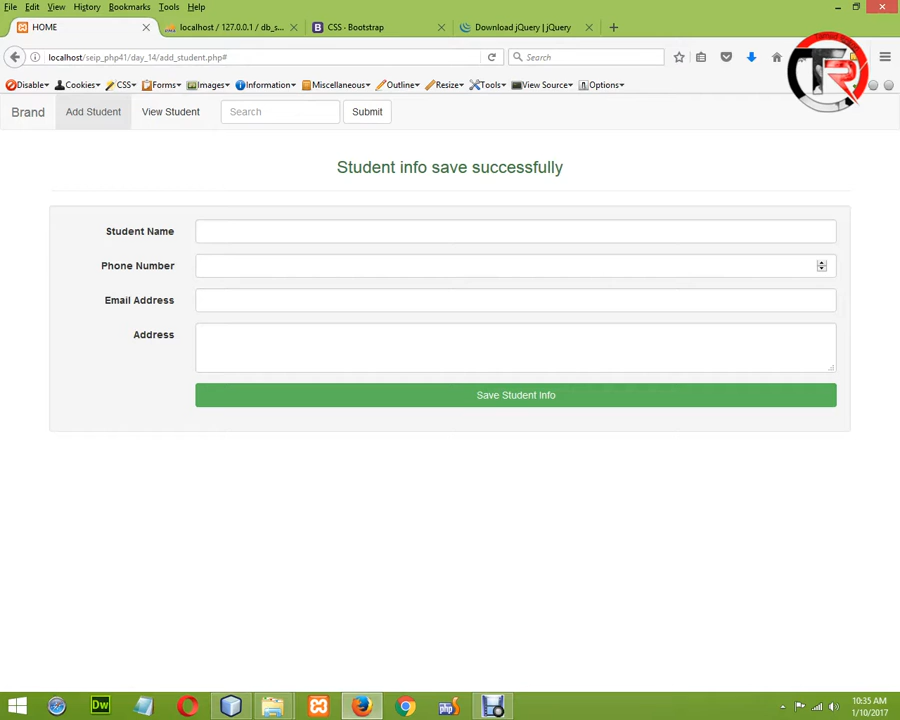 File Edit View History Bookmarks Tools Help
HOME
localhost / 127.0.0.1 / db_s...
CSS - Bootstrap
Download jQuery | jQuery
localhost/seip_php41/day_14/add_student.php#
Search
Disable Cookies CSS Forms Images Information Miscellaneous Outline Resize Tools View Source Options
Brand Add Student View Student Search Submit
Student info save successfully
Student Name
Phone Number
Email Address
Address
Save Student Info
Dw
php
10:35 AM
1/10/2017